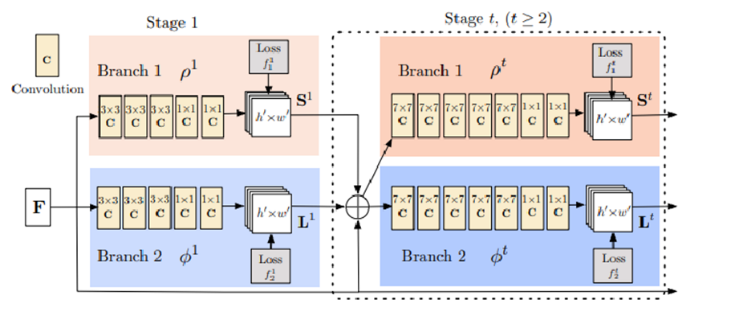 Stage 1
Stage t, (t ≥ 2)
C
Convolution
Branch 1 ρ¹
Loss
f₁¹
S¹
3×3 3×3 3×3 1×1 1×1
C C C C C
h′×w′
Branch 1 ρᵗ
Loss
f₁ᵗ
Sᵗ
7×7 7×7 7×7 7×7 7×7 1×1 1×1
C C C C C C C
h′×w′
F
3×3 3×3 3×3 1×1 1×1
C C C C C
h′×w′
L¹
Branch 2 ϕ¹
Loss
f₂¹
7×7 7×7 7×7 7×7 7×7 1×1 1×1
C C C C C C C
h′×w′
Lᵗ
Branch 2 ϕᵗ
Loss
f₂ᵗ